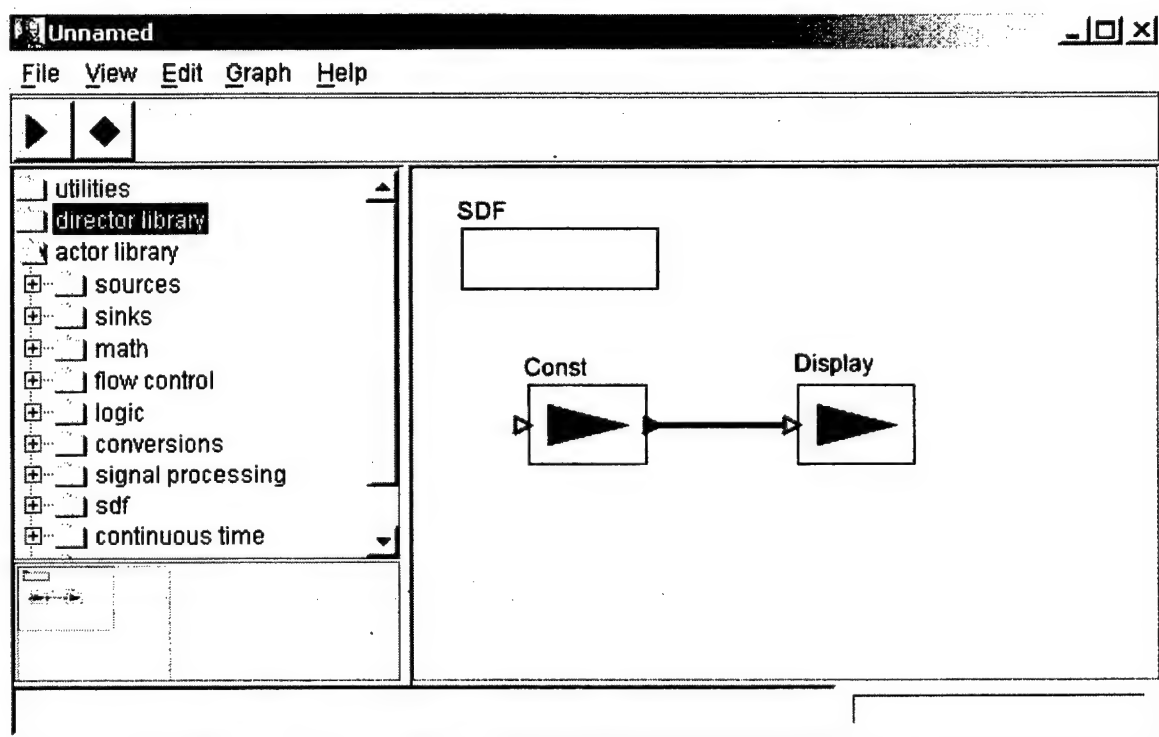 Unnamed
File View Edit Graph Help
utilities
director library
actor library
sources
sinks
math
flow control
logic
conversions
signal processing
sdf
continuous time
SDF
Const
Display